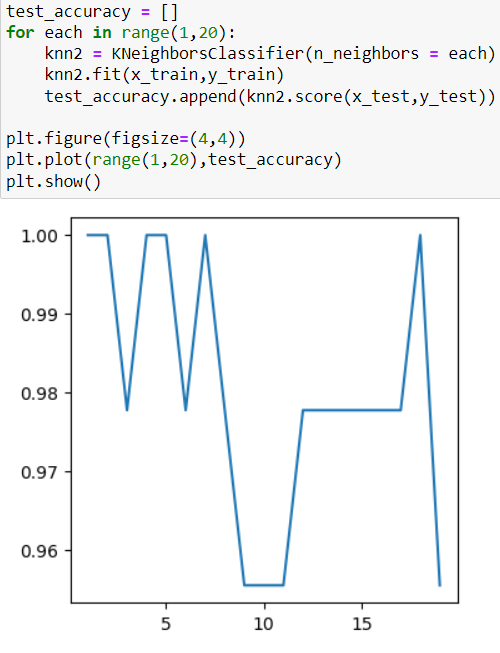 test_accuracy = []
for each in range(1,20):
    knn2 = KNeighborsClassifier(n_neighbors = each)
    knn2.fit(x_train,y_train)
    test_accuracy.append(knn2.score(x_test,y_test))
plt.figure(figsize=(4,4))
plt.plot(range(1,20),test_accuracy)
plt.show()
1.00
0.99
0.98
0.97
0.96
5 10 15